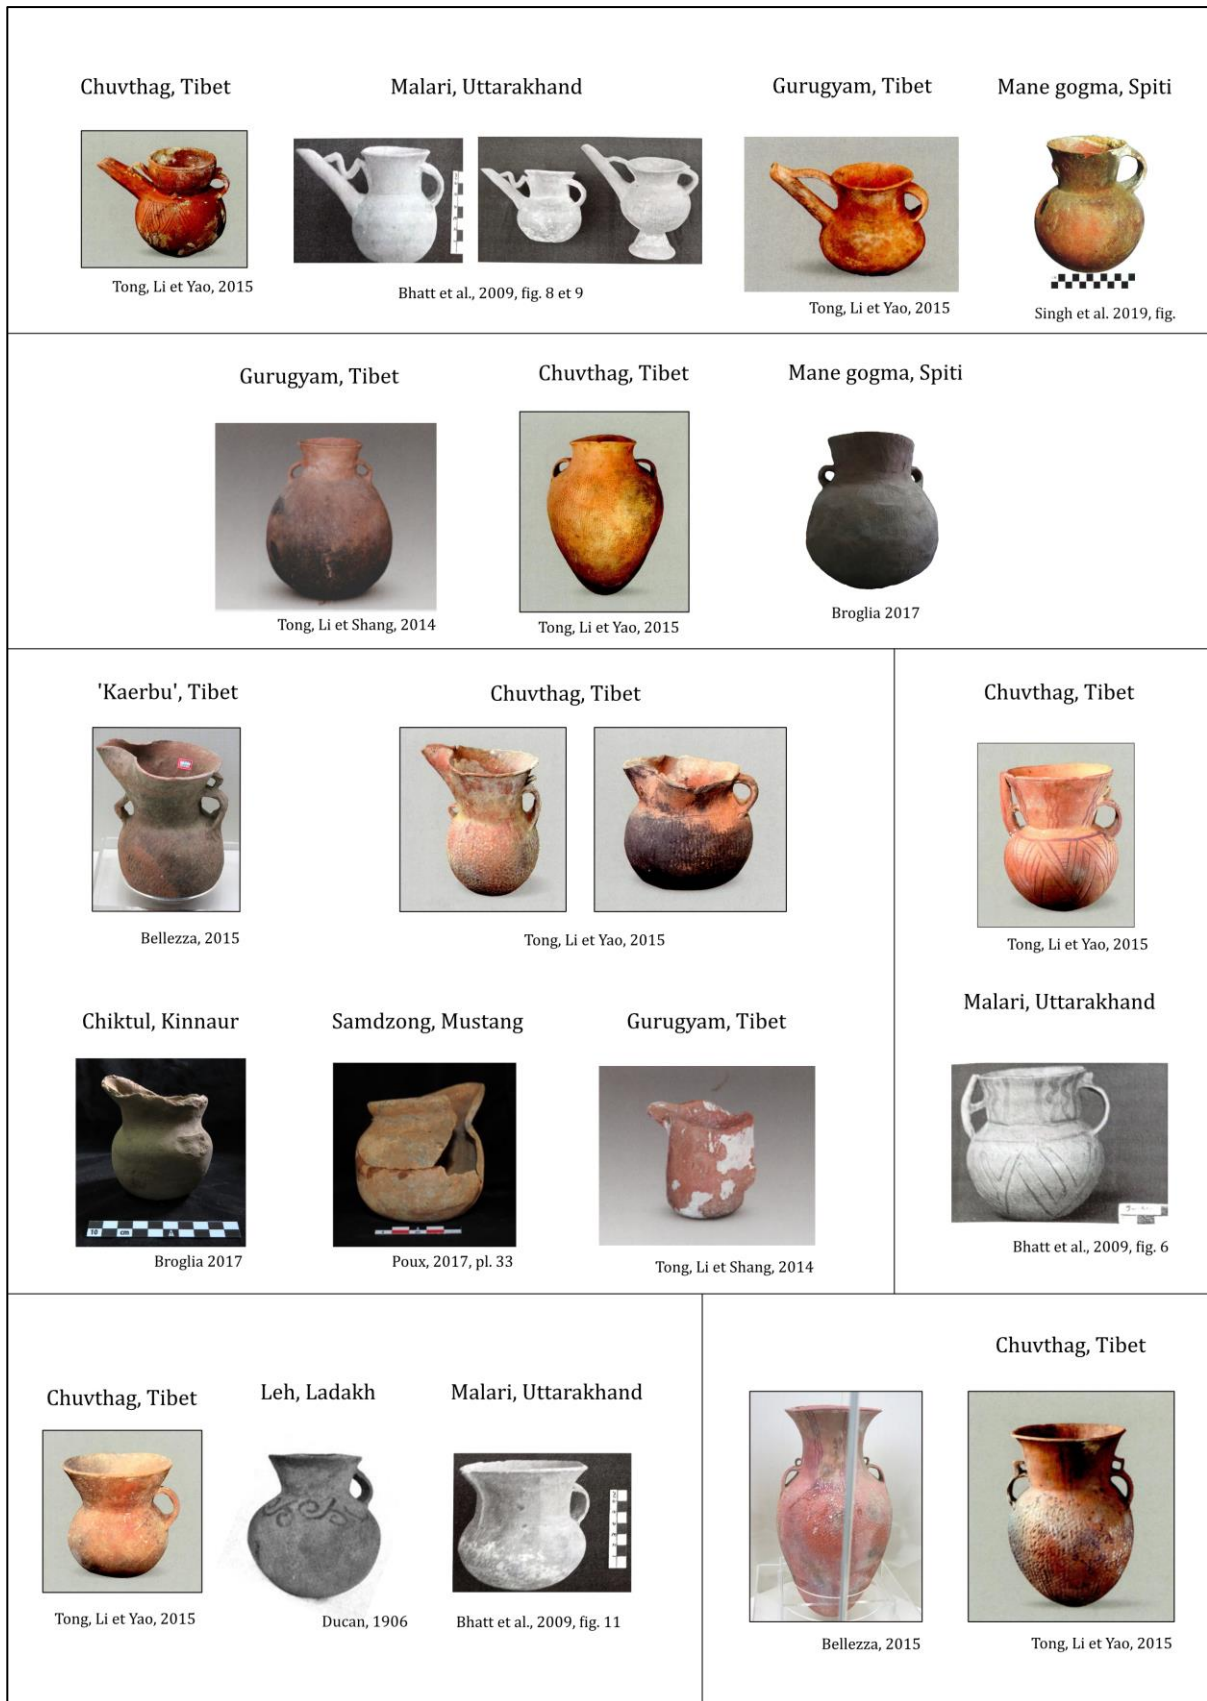 Chuvthag, Tibet
Malari, Uttarakhand
Gurugyam, Tibet
Mane gogma, Spiti
Tong, Li et Yao, 2015
Bhatt et al., 2009, fig. 8 et 9
Tong, Li et Yao, 2015
Singh et al. 2019, fig.
Gurugyam, Tibet
Chuvthag, Tibet
Mane gogma, Spiti
Tong, Li et Shang, 2014
Tong, Li et Yao, 2015
Broglia 2017
'Kaerbu', Tibet
Chuvthag, Tibet
Bellezza, 2015
Tong, Li et Yao, 2015
Chiktul, Kinnaur
Samdzong, Mustang
Gurugyam, Tibet
10 cm
Broglia 2017
Poux, 2017, pl. 33
Tong, Li et Shang, 2014
Chuvthag, Tibet
Tong, Li et Yao, 2015
Malari, Uttarakhand
Bhatt et al., 2009, fig. 6
Chuvthag, Tibet
Leh, Ladakh
Malari, Uttarakhand
Tong, Li et Yao, 2015
Ducan, 1906
Bhatt et al., 2009, fig. 11
Chuvthag, Tibet
Bellezza, 2015
Tong, Li et Yao, 2015